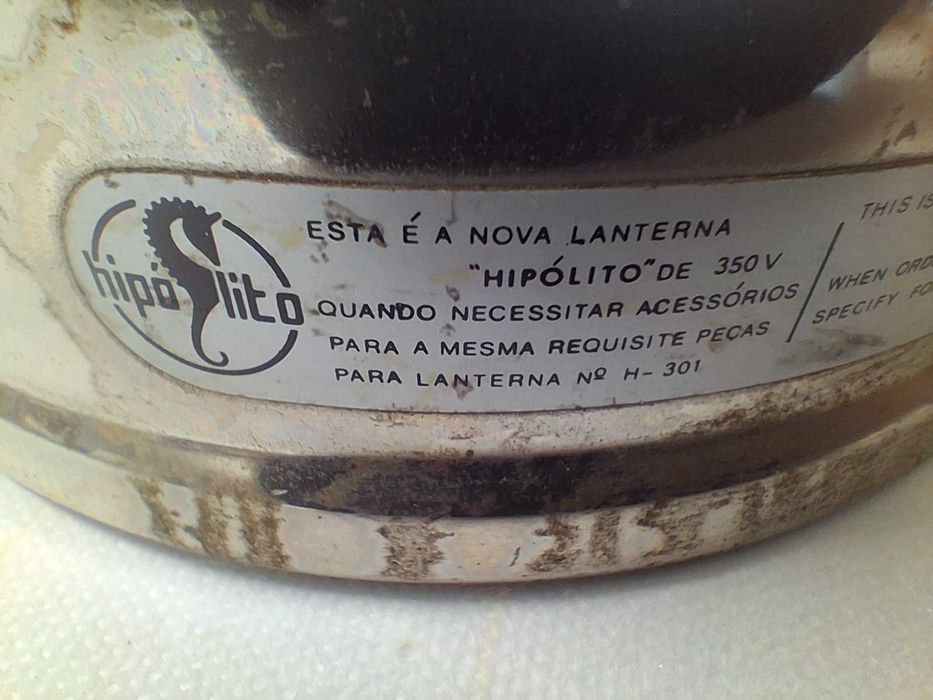 hipólito
ESTA É A NOVA LANTERNA
"HIPÓLITO" DE 350 V
QUANDO NECESSITAR ACESSÓRIOS
PARA A MESMA REQUISITE PEÇAS
PARA LANTERNA Nº H-301
THIS IS
WHEN ORD
SPECIFY FO